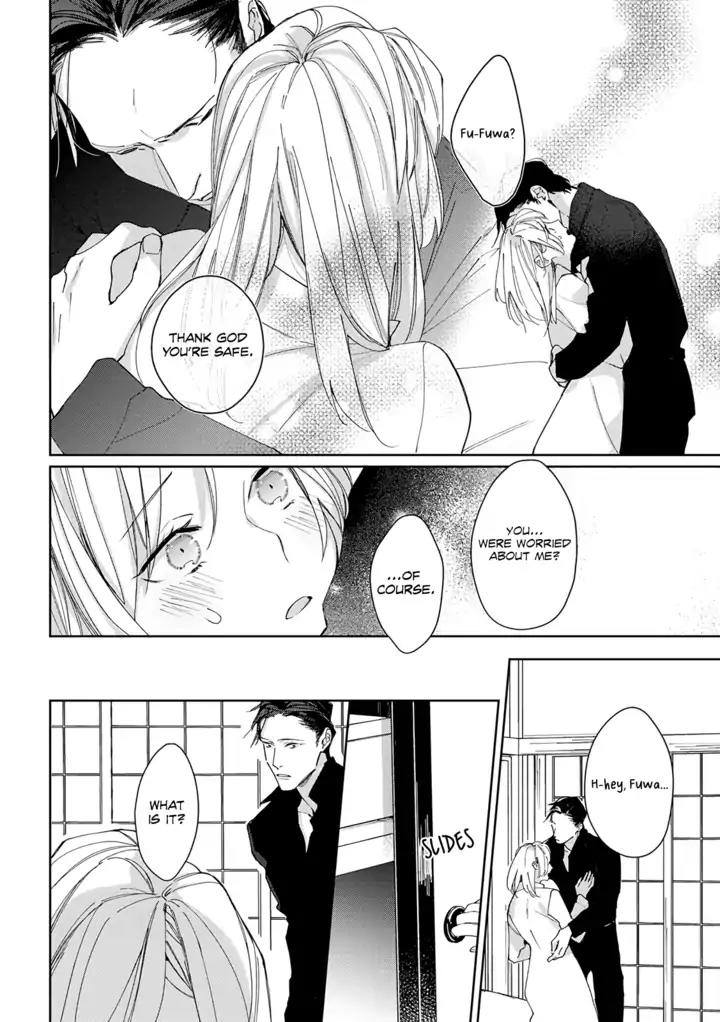 Fu-Fuwa?
THANK GOD
YOU'RE SAFE.
YOU...
WERE WORRIED
ABOUT ME?
...OF
COURSE.
H-hey, Fuwa...
SLIDES
WHAT
IS IT?